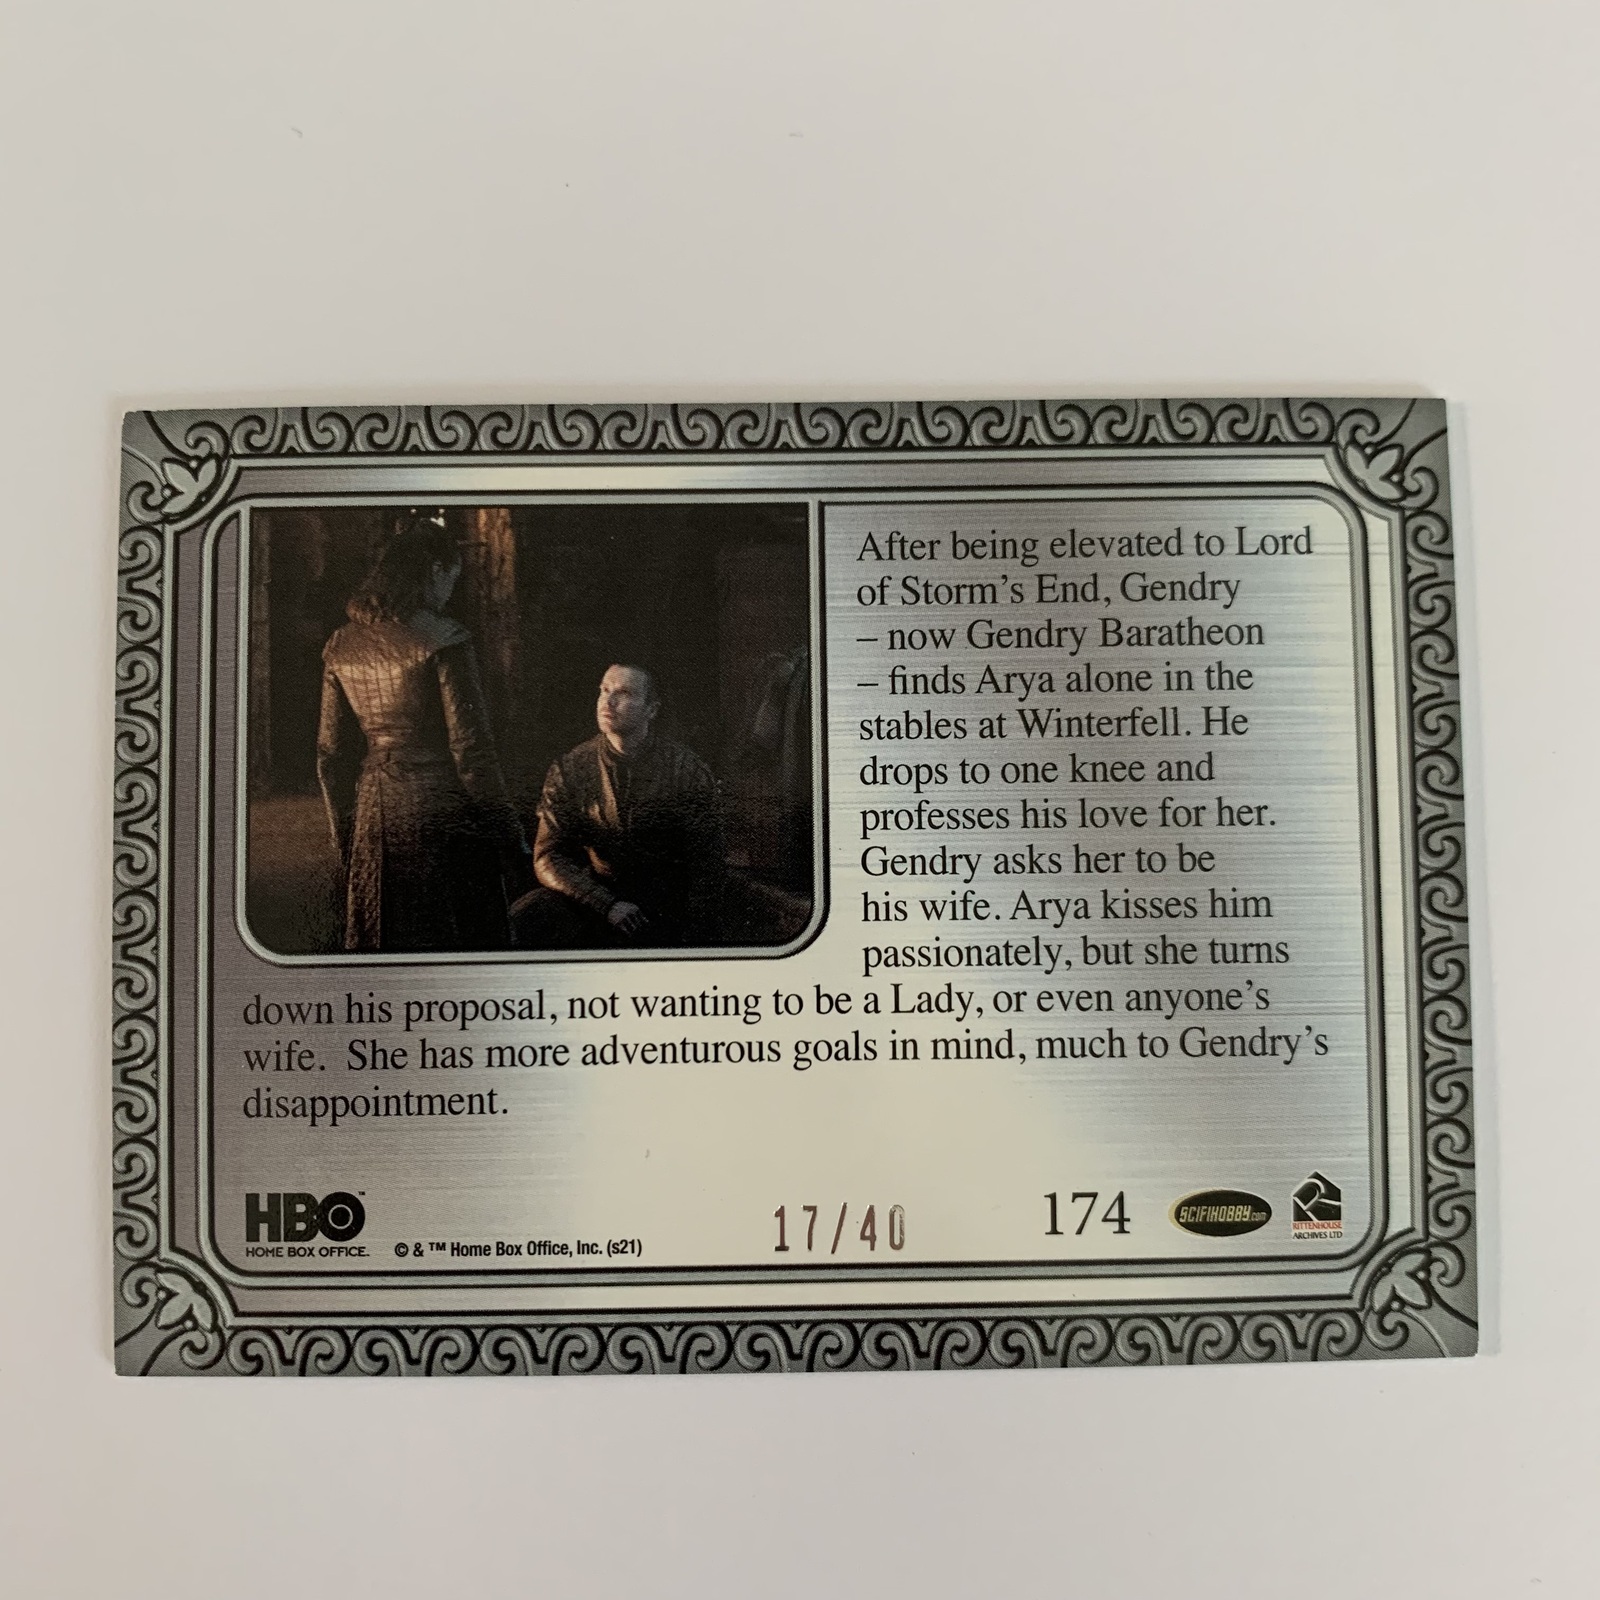 After being elevated to Lord
of Storm's End, Gendry
– now Gendry Baratheon
– finds Arya alone in the
stables at Winterfell. He
drops to one knee and
professes his love for her.
Gendry asks her to be
his wife. Arya kisses him
passionately, but she turns
down his proposal, not wanting to be a Lady, or even anyone's
wife.  She has more adventurous goals in mind, much to Gendry's
disappointment.
HBO™
HOME BOX OFFICE.
© & ™ Home Box Office, Inc. (s21)
17/40
174
SCIFIHOBBY.com
RITTENHOUSE
ARCHIVES LTD